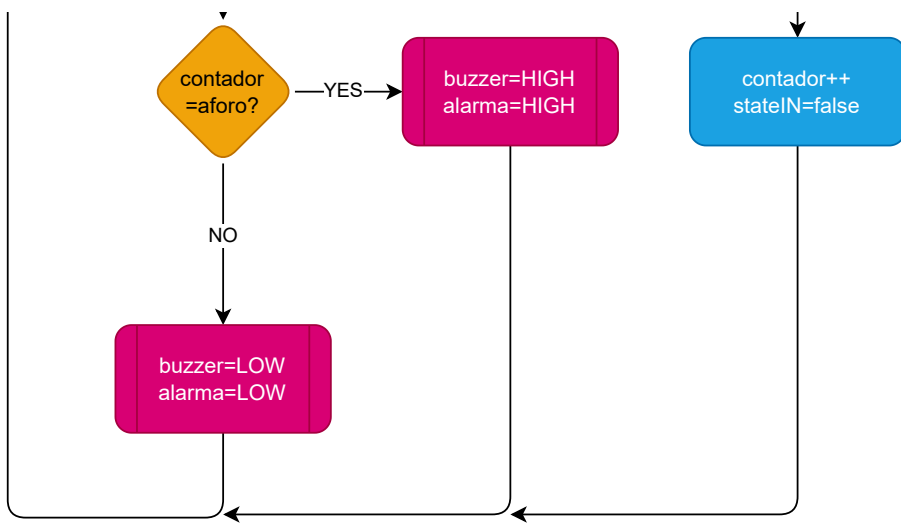 contador
=aforo?
YES
buzzer=HIGH
alarma=HIGH
contador++
stateIN=false
NO
buzzer=LOW
alarma=LOW